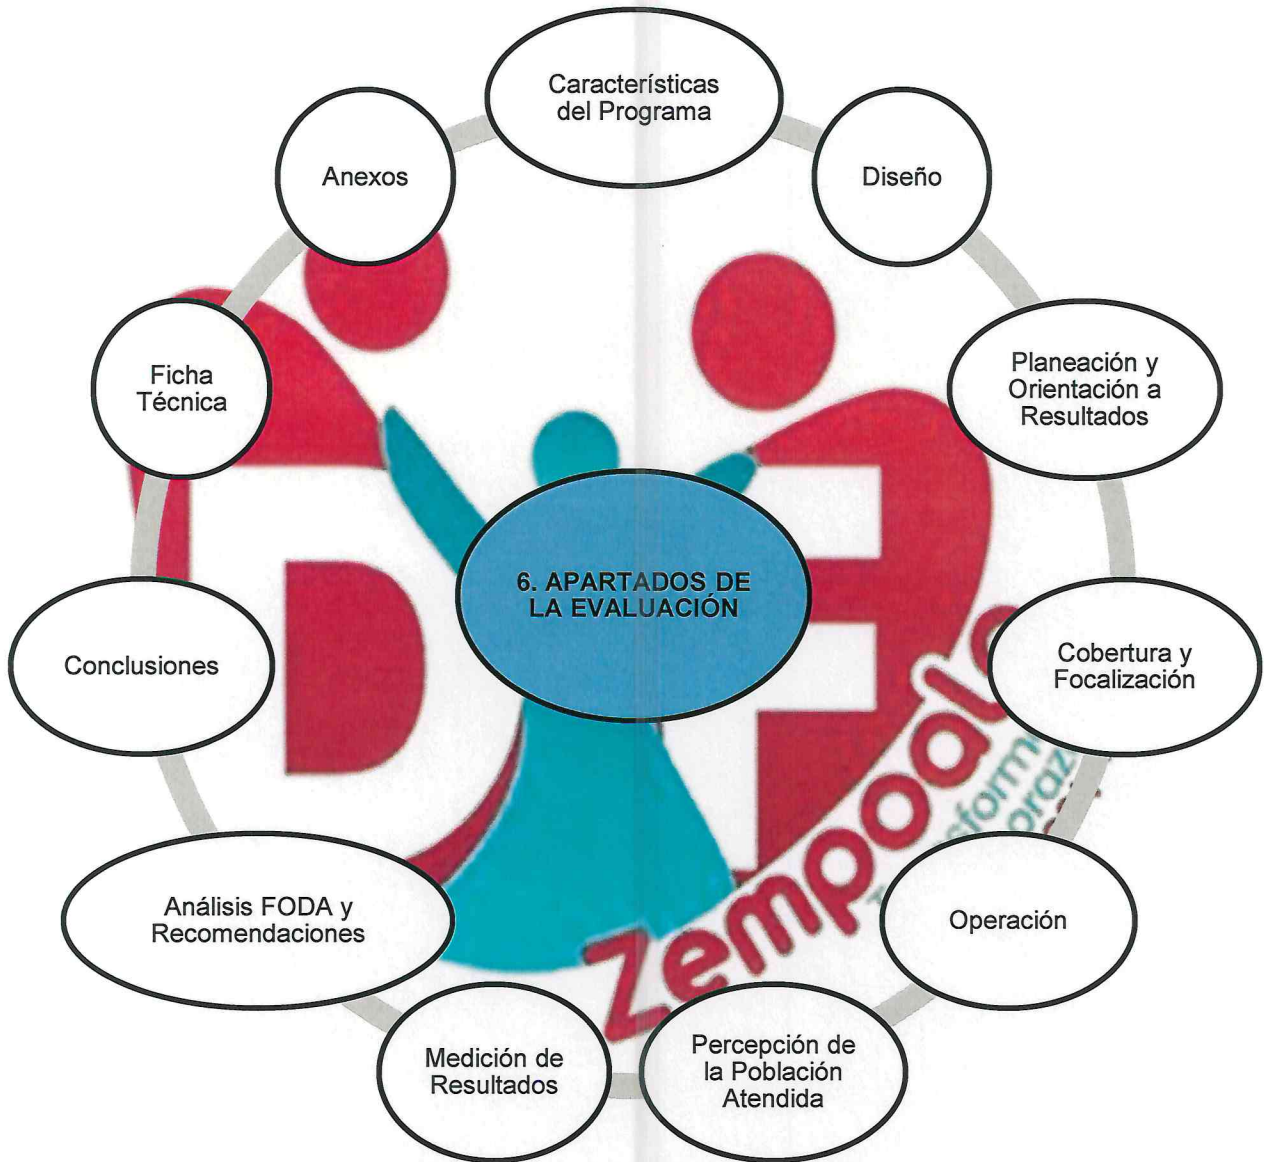 Características
del Programa
Anexos
Diseño
Ficha
Técnica
Planeación y
Orientación a
Resultados
6. APARTADOS DE
LA EVALUACIÓN
Conclusiones
Cobertura y
Focalización
Análisis FODA y
Recomendaciones
Operación
Medición de
Resultados
Percepción de
la Población
Atendida
D
F
Zempoala